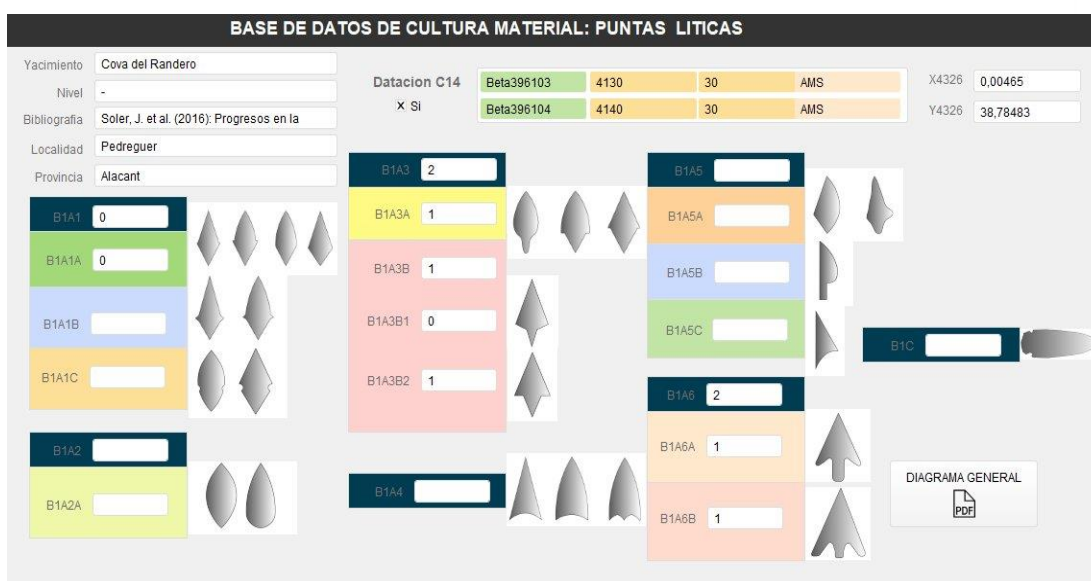 BASE DE DATOS DE CULTURA MATERIAL: PUNTAS LITICAS
Yacimiento Cova del Randero
Nivel -
Bibliografia Soler, J. et al. (2016): Progresos en la
Localidad Pedreguer
Provincia Alacant
Datacion C14
x Si
Beta396103 4130 30 AMS
Beta396104 4140 30 AMS
X4326 0,00465
Y4326 38,78483
B1A1 0
B1A1A 0
B1A1B
B1A1C
B1A2
B1A2A
B1A3 2
B1A3A 1
B1A3B 1
B1A3B1 0
B1A3B2 1
B1A4
B1A5
B1A5A
B1A5B
B1A5C
B1A6 2
B1A6A 1
B1A6B 1
B1C
DIAGRAMA GENERAL
PDF